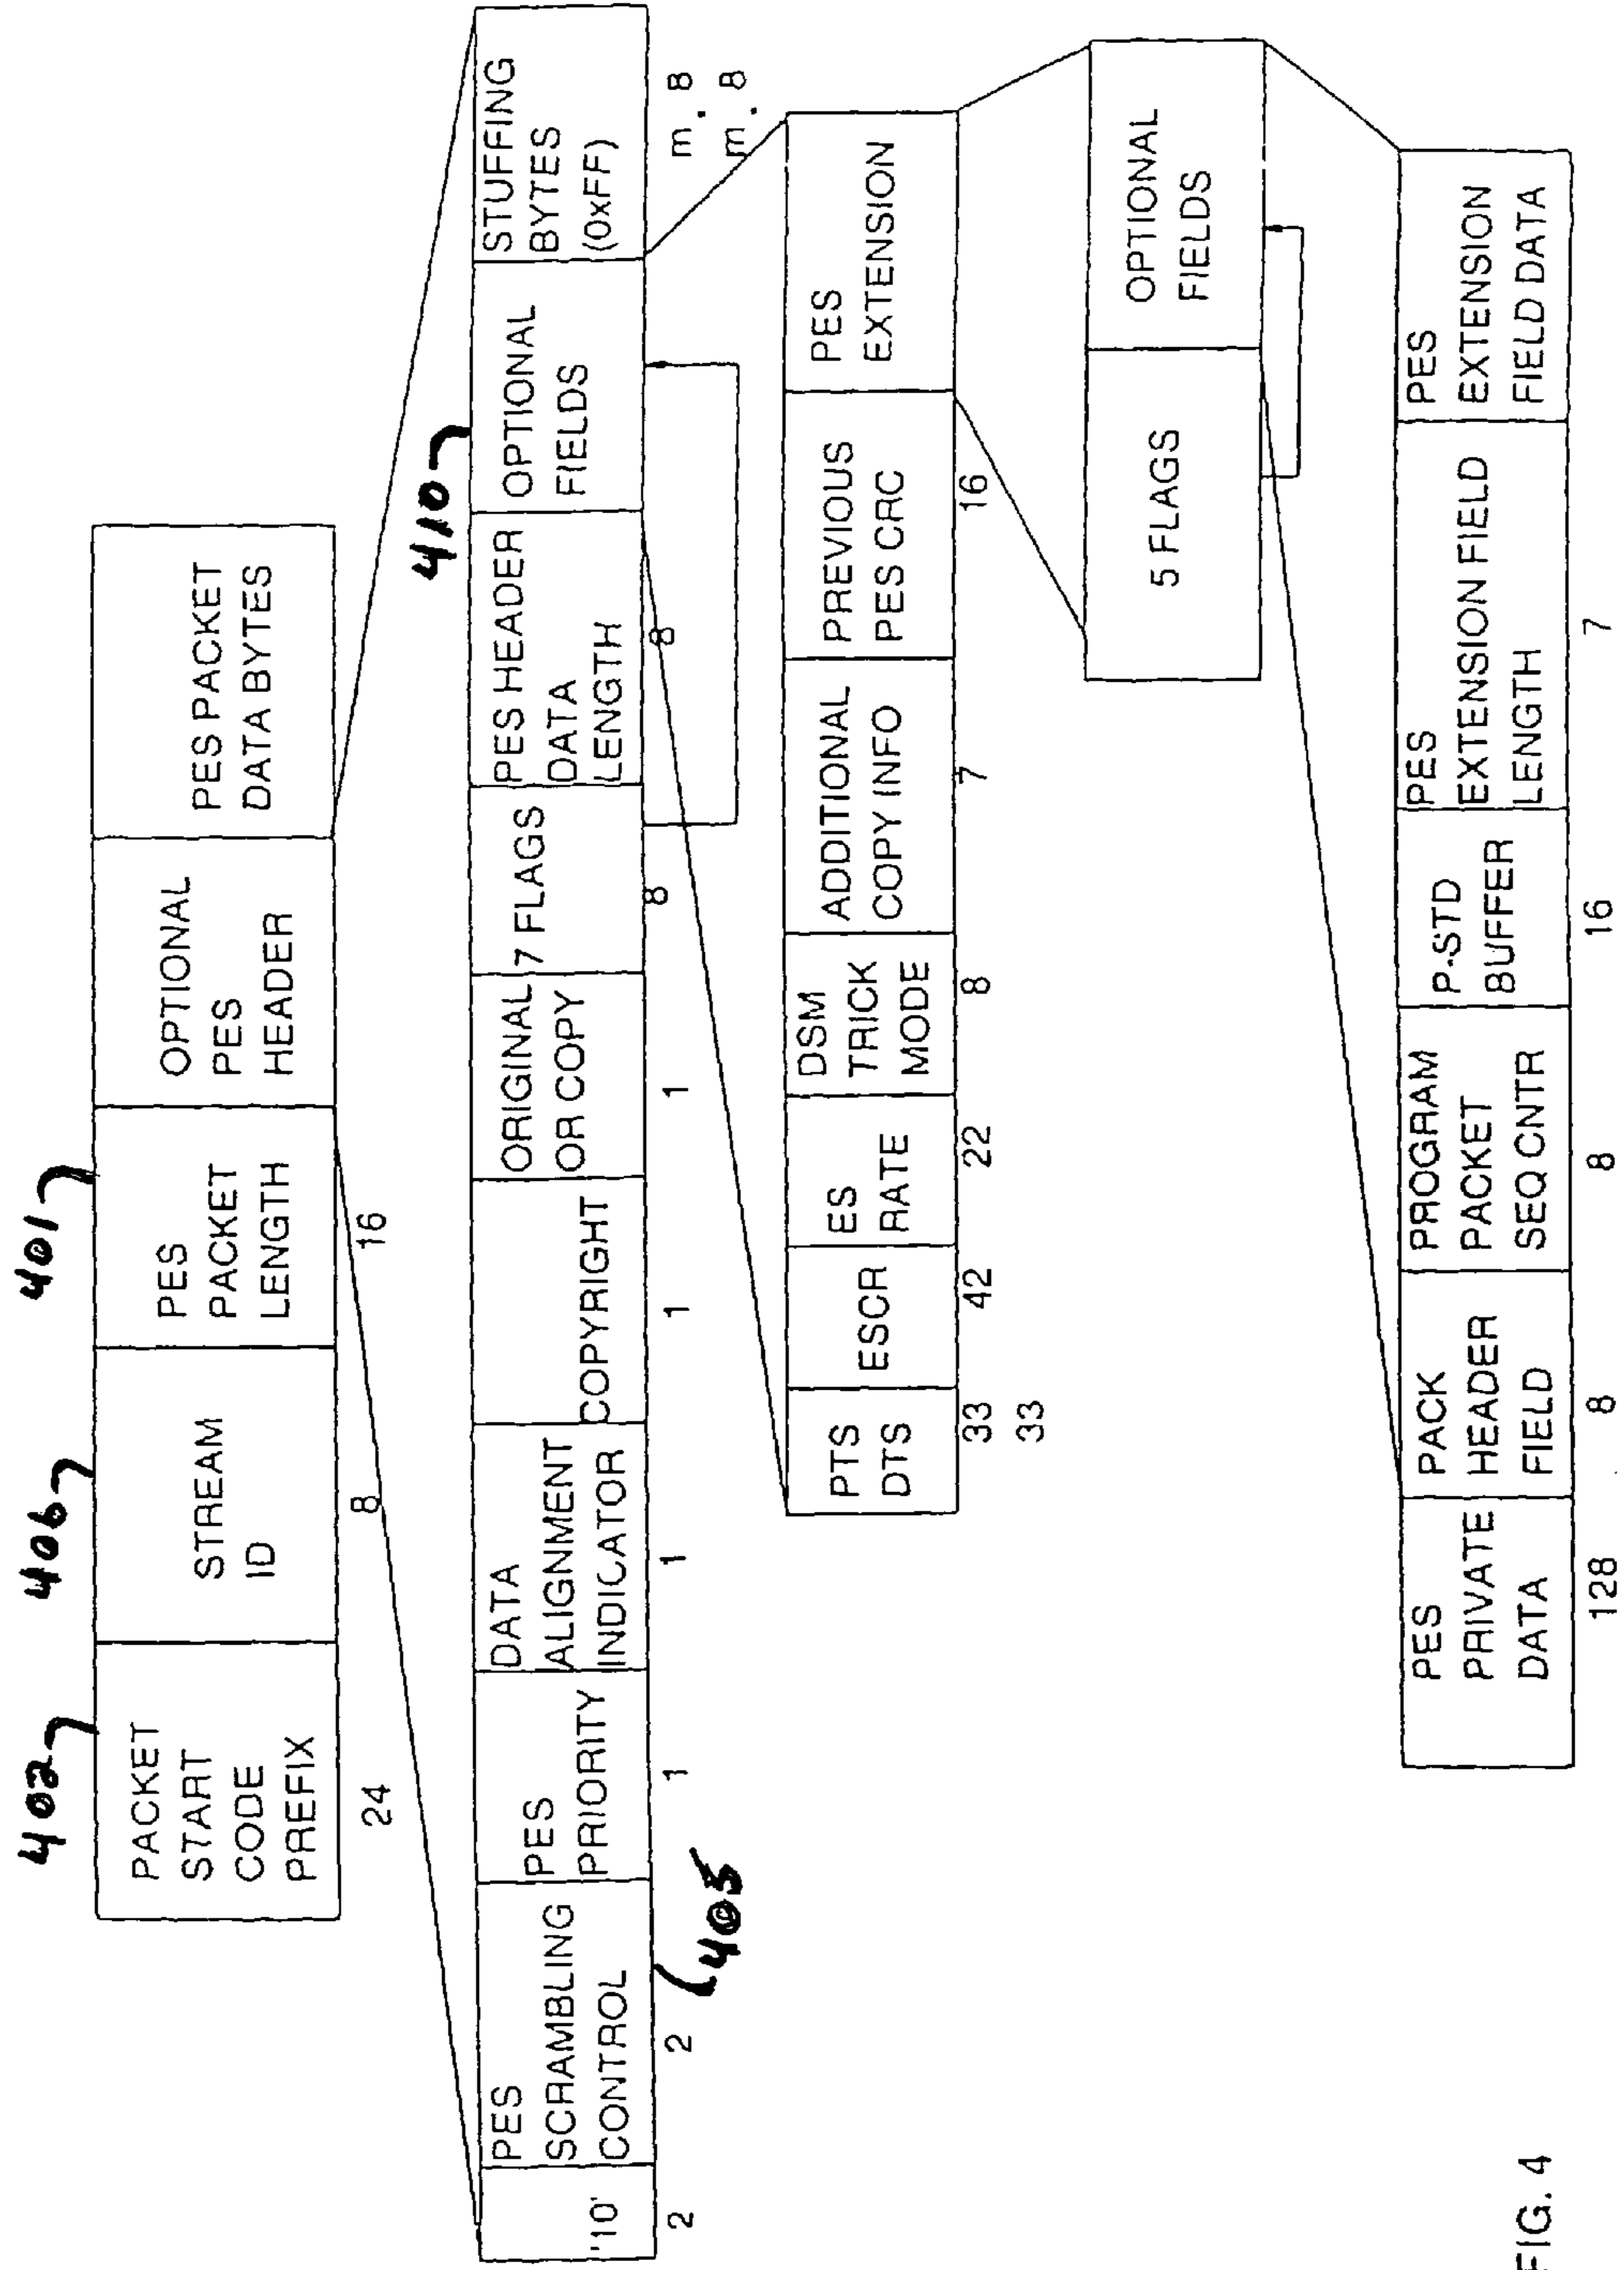 402
406
401
PACKET
START
CODE
PREFIX
STREAM
ID
PES
PACKET
LENGTH
OPTIONAL
PES
HEADER
PES PACKET
DATA BYTES
24
8
16
410
'10'
PES
SCRAMBLING
CONTROL
PES
PRIORITY
DATA
ALIGNMENT
INDICATOR
COPYRIGHT
ORIGINAL
OR COPY
7 FLAGS
PES HEADER
DATA
LENGTH
OPTIONAL
FIELDS
STUFFING
BYTES
(0xFF)
2
2
1
1
1
1
8
8
m . 8
m . 8
405
PTS
DTS
ESCR
ES
RATE
DSM
TRICK
MODE
ADDITIONAL
COPY INFO
PREVIOUS
PES CRC
PES
EXTENSION
33
33
42
22
8
7
16
5 FLAGS
OPTIONAL
FIELDS
PES
PRIVATE
DATA
PACK
HEADER
FIELD
PROGRAM
PACKET
SEQ CNTR
P-STD
BUFFER
PES
EXTENSION FIELD
LENGTH
PES
EXTENSION
FIELD DATA
128
8
8
16
7
FIG. 4